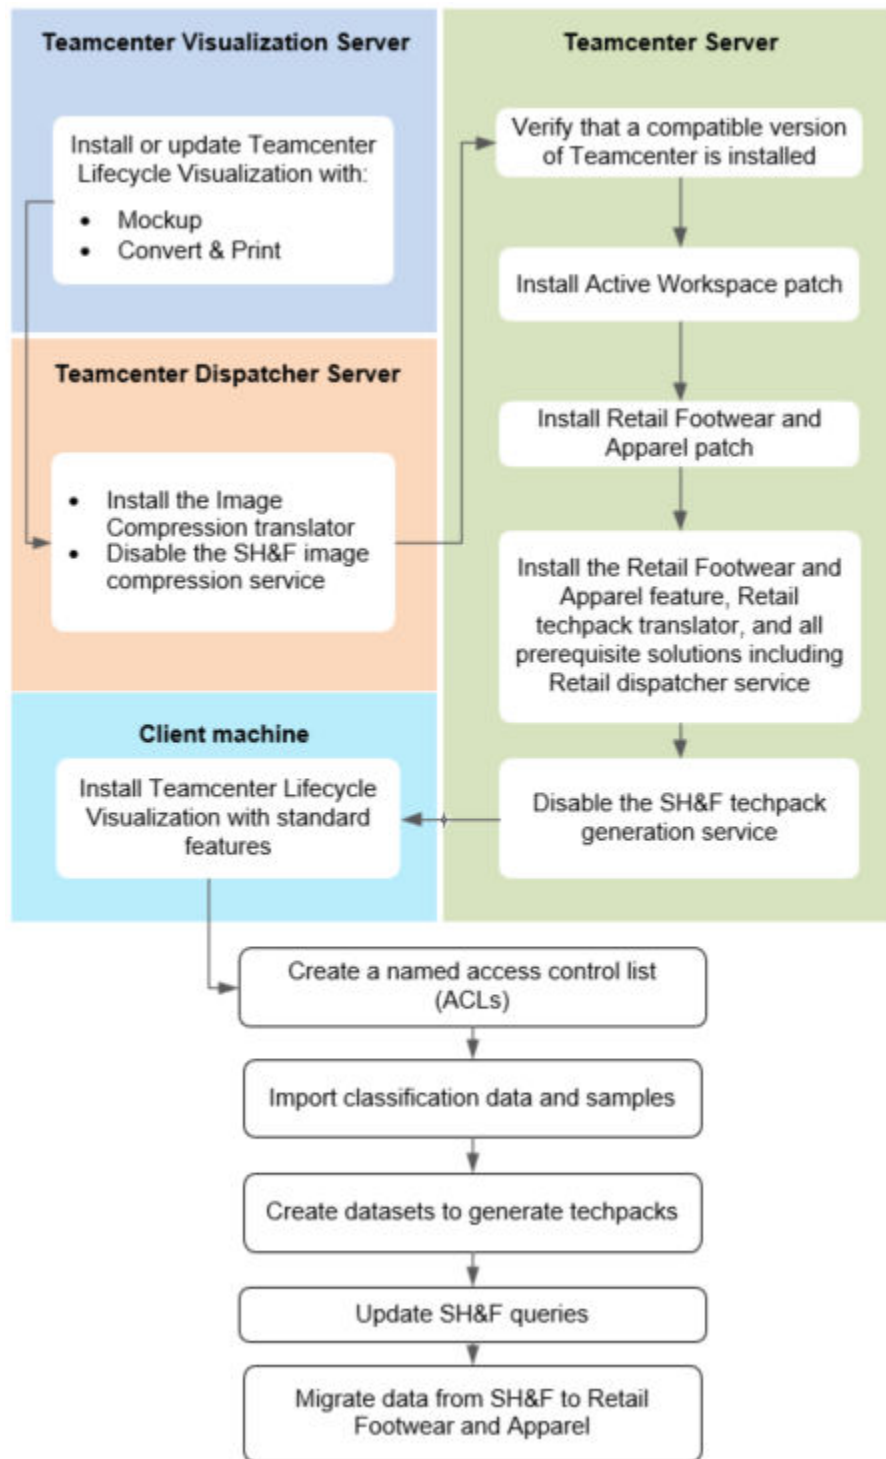 Teamcenter Visualization Server
Install or update Teamcenter
Lifecycle Visualization with:
• Mockup
• Convert & Print
Teamcenter Dispatcher Server
• Install the Image
Compression translator
• Disable the SH&F image
compression service
Teamcenter Server
Verify that a compatible version
of Teamcenter is installed
Install Active Workspace patch
Install Retail Footwear and
Apparel patch
Install the Retail Footwear and
Apparel feature, Retail
techpack translator, and all
prerequisite solutions including
Retail dispatcher service
Disable the SH&F techpack
generation service
Client machine
Install Teamcenter Lifecycle
Visualization with standard
features
Create a named access control list
(ACLs)
Import classification data and samples
Create datasets to generate techpacks
Update SH&F queries
Migrate data from SH&F to Retail
Footwear and Apparel